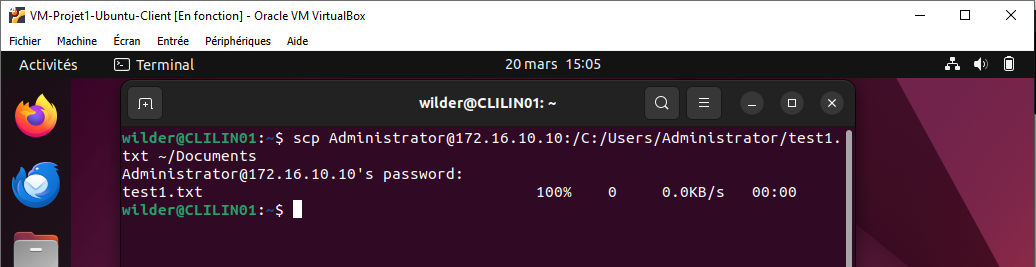 VM-Projet1-Ubuntu-Client [En fonction] - Oracle VM VirtualBox
Fichier Machine Écran Entrée Périphériques Aide
Activités Terminal 20 mars 15:05
wilder@CLILIN01: ~
wilder@CLILIN01:~$ scp Administrator@172.16.10.10:/C:/Users/Administrator/test1.
txt ~/Documents
Administrator@172.16.10.10's password:
test1.txt 100% 0 0.0KB/s 00:00
wilder@CLILIN01:~$